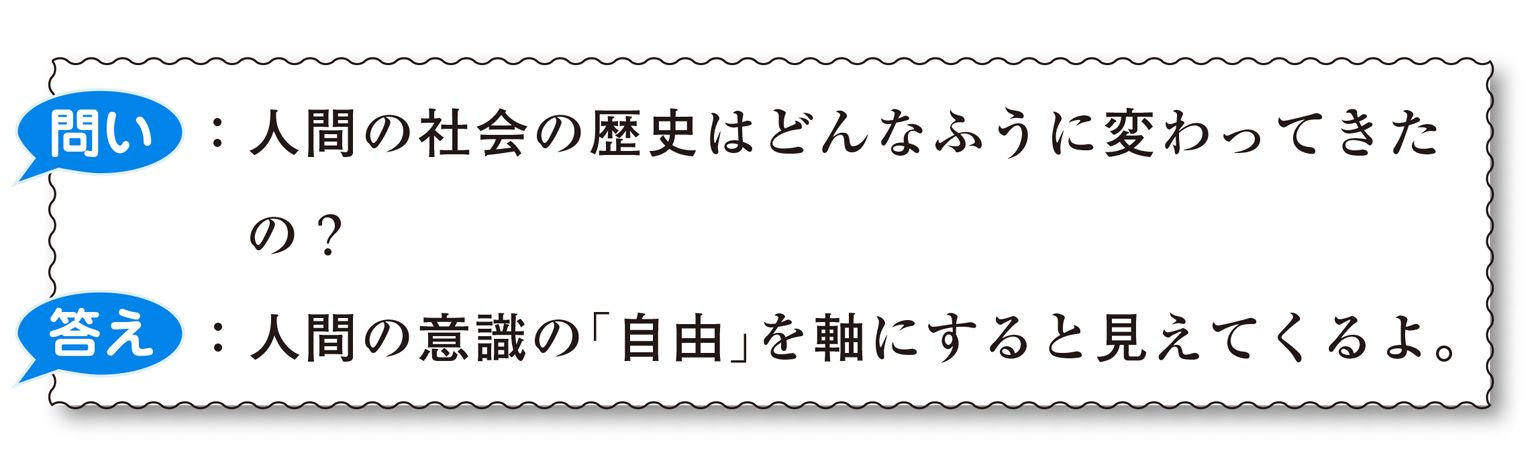 問い：人間の社会の歴史はどんなふうに変わってきた
の？
答え：人間の意識の「自由」を軸にすると見えてくるよ。